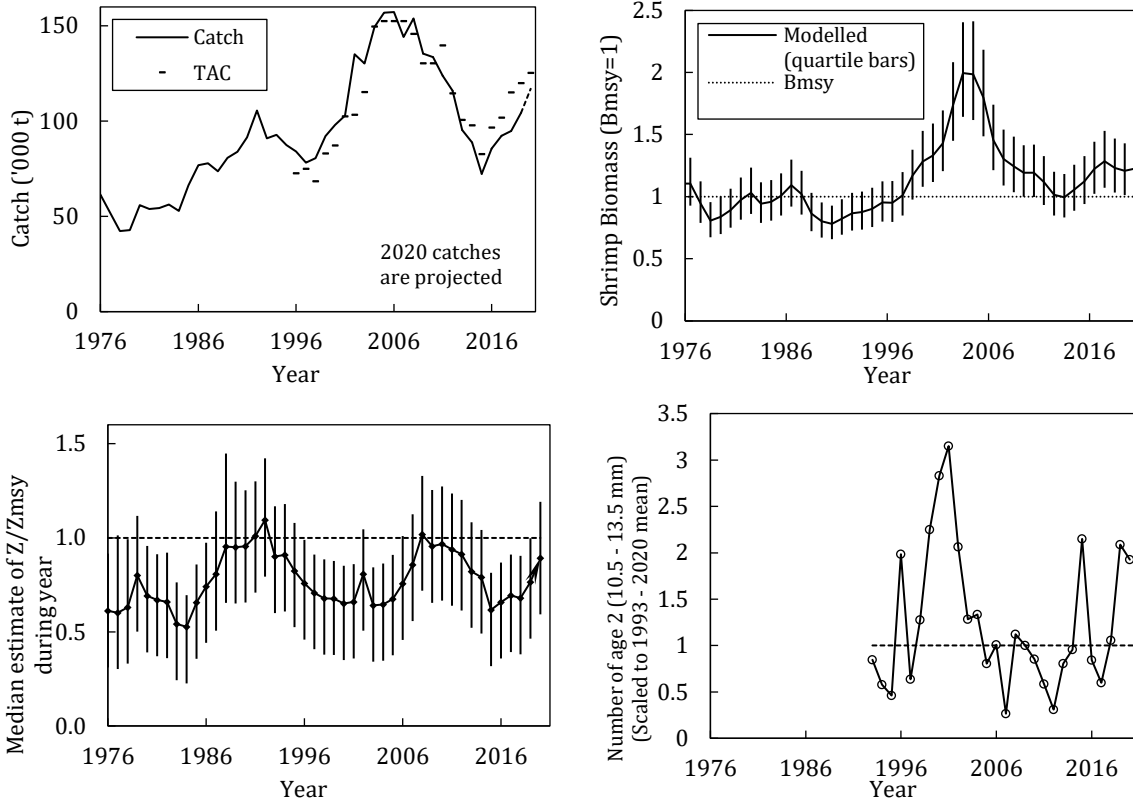 150
100
50
0
Catch ('000 t)
Catch
TAC
2020 catches
are projected
1976
1986
1996
2006
2016
Year
2.5
2
1.5
1
0.5
0
Shrimp Biomass (Bmsy=1)
Modelled
(quartile bars)
Bmsy
1976
1986
1996
2006
2016
Year
1.5
1.0
0.5
0.0
Median estimate of Z/Zmsy
during year
1976
1986
1996
2006
2016
Year
3.5
3
2.5
2
1.5
1
0.5
0
Number of age 2 (10.5 - 13.5 mm)
(Scaled to 1993 - 2020 mean)
1976
1986
1996
2006
2016
Year